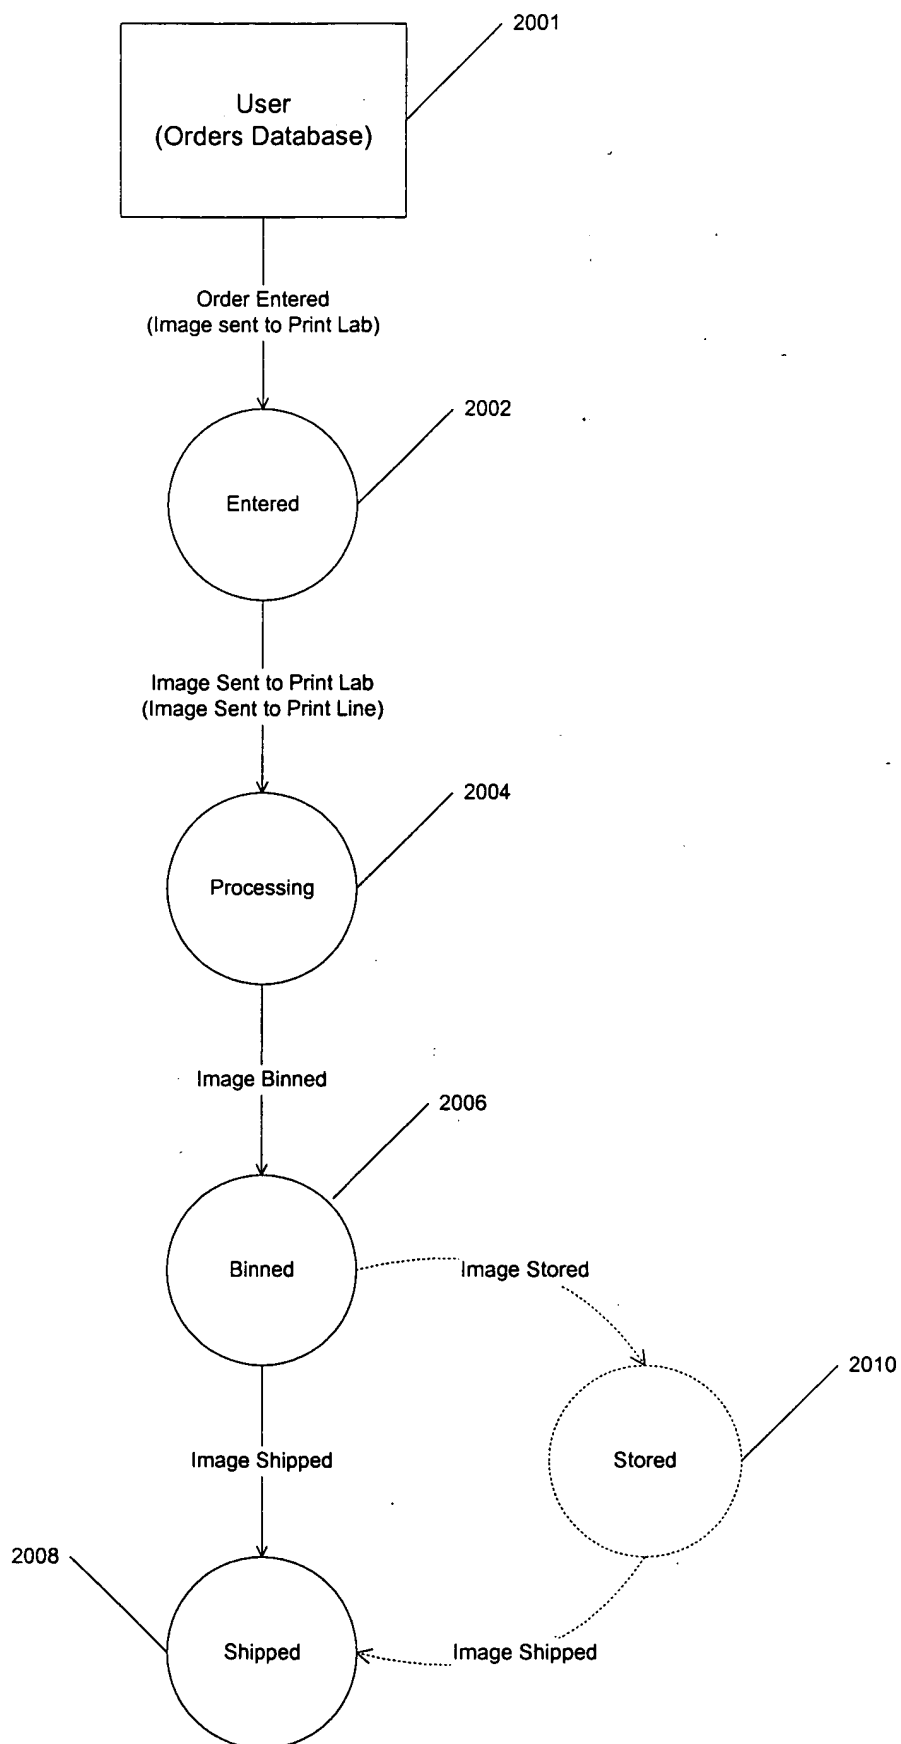 2001
User
(Orders Database)
Order Entered
(Image sent to Print Lab)
2002
Entered
Image Sent to Print Lab
(Image Sent to Print Line)
2004
Processing
Image Binned
2006
Binned
Image Stored
2010
Stored
Image Shipped
2008
Shipped
Image Shipped